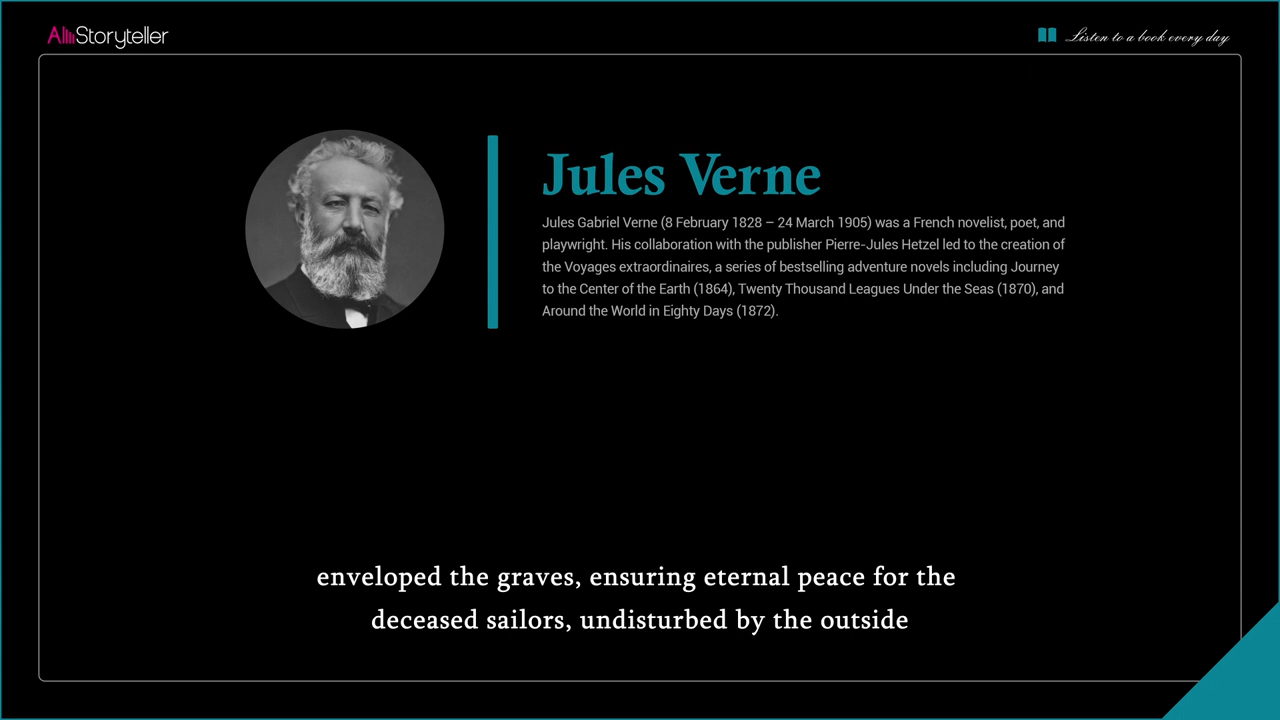 AllStoryteller
Listen to a book every day
Jules Verne
Jules Gabriel Verne (8 February 1828 – 24 March 1905) was a French novelist, poet, and
playwright. His collaboration with the publisher Pierre-Jules Hetzel led to the creation of
the Voyages extraordinaires, a series of bestselling adventure novels including Journey
to the Center of the Earth (1864), Twenty Thousand Leagues Under the Seas (1870), and
Around the World in Eighty Days (1872).
enveloped the graves, ensuring eternal peace for the
deceased sailors, undisturbed by the outside